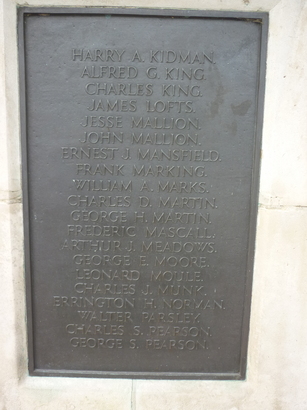 HARRY A. KIDMAN.
ALFRED G. KING.
CHARLES KING.
JAMES LOFTS.
JESSE MALLION.
JOHN MALLION.
ERNEST J. MANSFIELD.
FRANK MARKING.
WILLIAM A. MARKS.
CHARLES D. MARTIN.
GEORGE H. MARTIN.
FREDERIC MASCALL.
ARTHUR J. MEADOWS.
GEORGE E. MOORE.
LEONARD MOULE.
CHARLES J. MUNK.
ERRINGTON H. NORMAN.
WALTER PARSLEY.
CHARLES S. PEARSON.
GEORGE S. PEARSON.